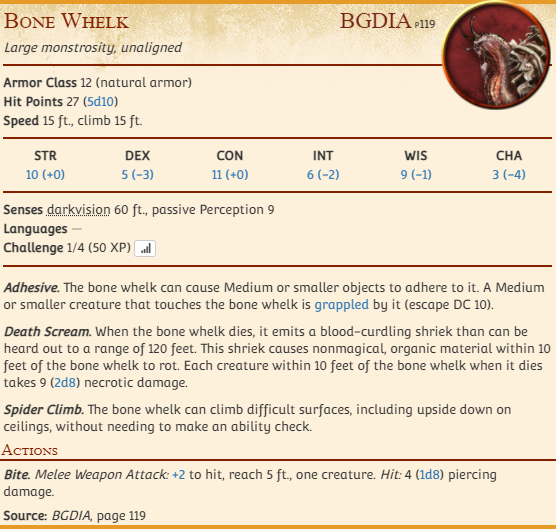 Bone Whelk BGDIA P119
Large monstrosity, unaligned
Armor Class 12 (natural armor)
Hit Points 27 (5d10)
Speed 15 ft., climb 15 ft.
STR DEX CON INT WIS CHA
10 (+0) 5 (−3) 11 (+0) 6 (−2) 9 (−1) 3 (−4)
Senses darkvision 60 ft., passive Perception 9
Languages —
Challenge 1/4 (50 XP)
Adhesive. The bone whelk can cause Medium or smaller objects to adhere to it. A Medium
or smaller creature that touches the bone whelk is grappled by it (escape DC 10).
Death Scream. When the bone whelk dies, it emits a blood-curdling shriek than can be
heard out to a range of 120 feet. This shriek causes nonmagical, organic material within 10
feet of the bone whelk to rot. Each creature within 10 feet of the bone whelk when it dies
takes 9 (2d8) necrotic damage.
Spider Climb. The bone whelk can climb difficult surfaces, including upside down on
ceilings, without needing to make an ability check.
Actions
Bite. Melee Weapon Attack: +2 to hit, reach 5 ft., one creature. Hit: 4 (1d8) piercing
damage.
Source: BGDIA, page 119